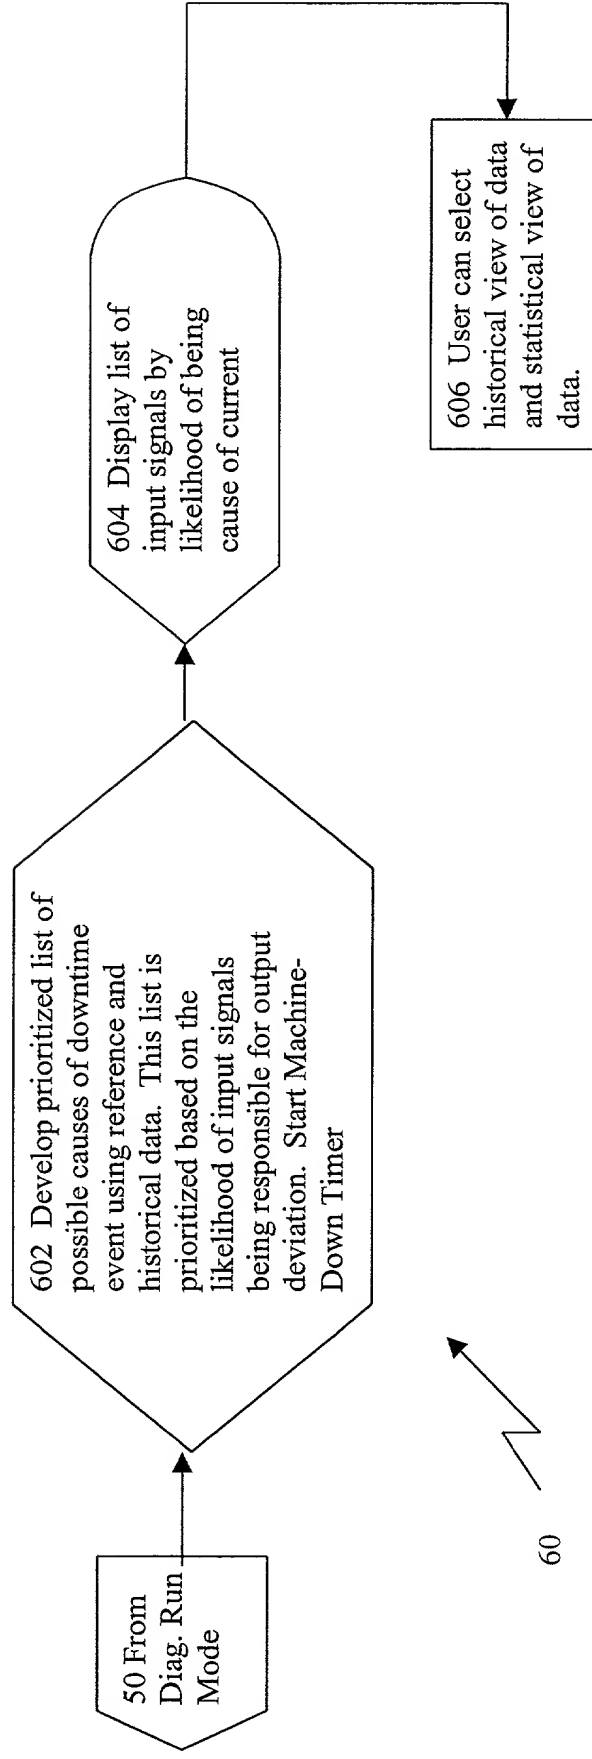 50 From
Diag. Run
Mode
602 Develop prioritized list of
possible causes of downtime
event using reference and
historical data. This list is
prioritized based on the
likelihood of input signals
being responsible for output
deviation. Start Machine-
Down Timer
604 Display list of
input signals by
likelihood of being
cause of current
606 User can select
historical view of data
and statistical view of
data.
60